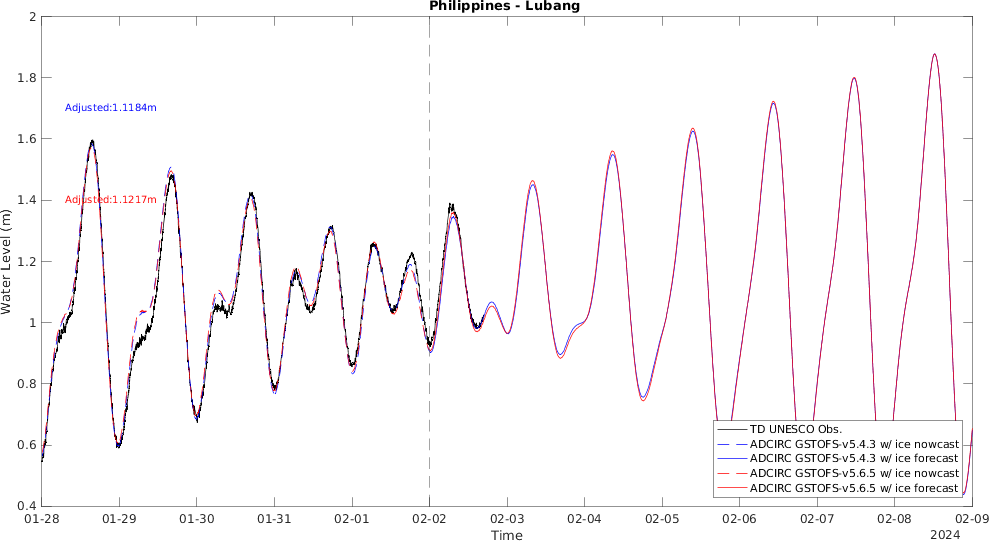 Philippines - Lubang
Water Level (m)
2
1.8
1.6
1.4
1.2
1
0.8
0.6
0.4
Adjusted:1.1184m
Adjusted:1.1217m
TD UNESCO Obs.
ADCIRC GSTOFS-v5.4.3 w/ ice nowcast
ADCIRC GSTOFS-v5.4.3 w/ ice forecast
ADCIRC GSTOFS-v5.6.5 w/ ice nowcast
ADCIRC GSTOFS-v5.6.5 w/ ice forecast
01-28 01-29 01-30 01-31 02-01 02-02 02-03 02-04 02-05 02-06 02-07 02-08 02-09
Time
2024